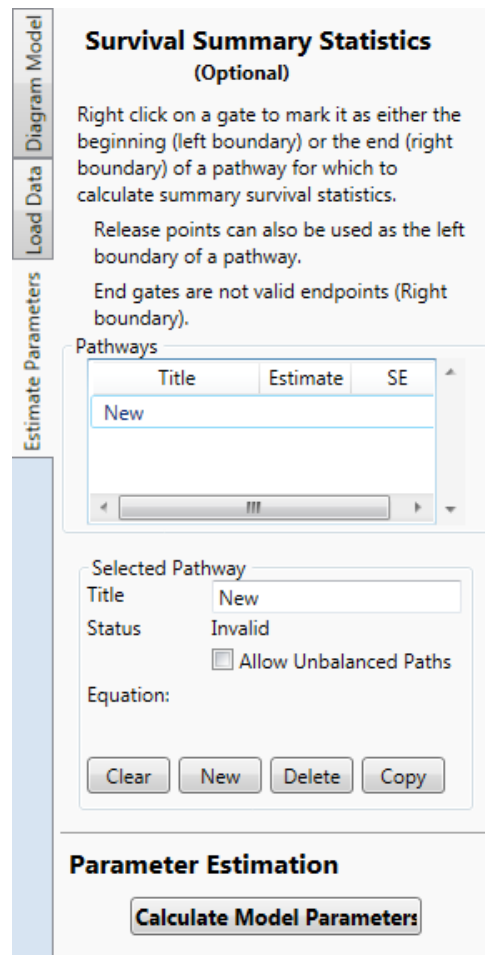 Diagram Model
Load Data
Estimate Parameters
Survival Summary Statistics
(Optional)
Right click on a gate to mark it as either the
beginning (left boundary) or the end (right
boundary) of a pathway for which to
calculate summary survival statistics.
Release points can also be used as the left
boundary of a pathway.
End gates are not valid endpoints (Right
boundary).
Pathways
Title Estimate SE
New
Selected Pathway
Title New
Status Invalid
Allow Unbalanced Paths
Equation:
Clear New Delete Copy
Parameter Estimation
Calculate Model Parameters